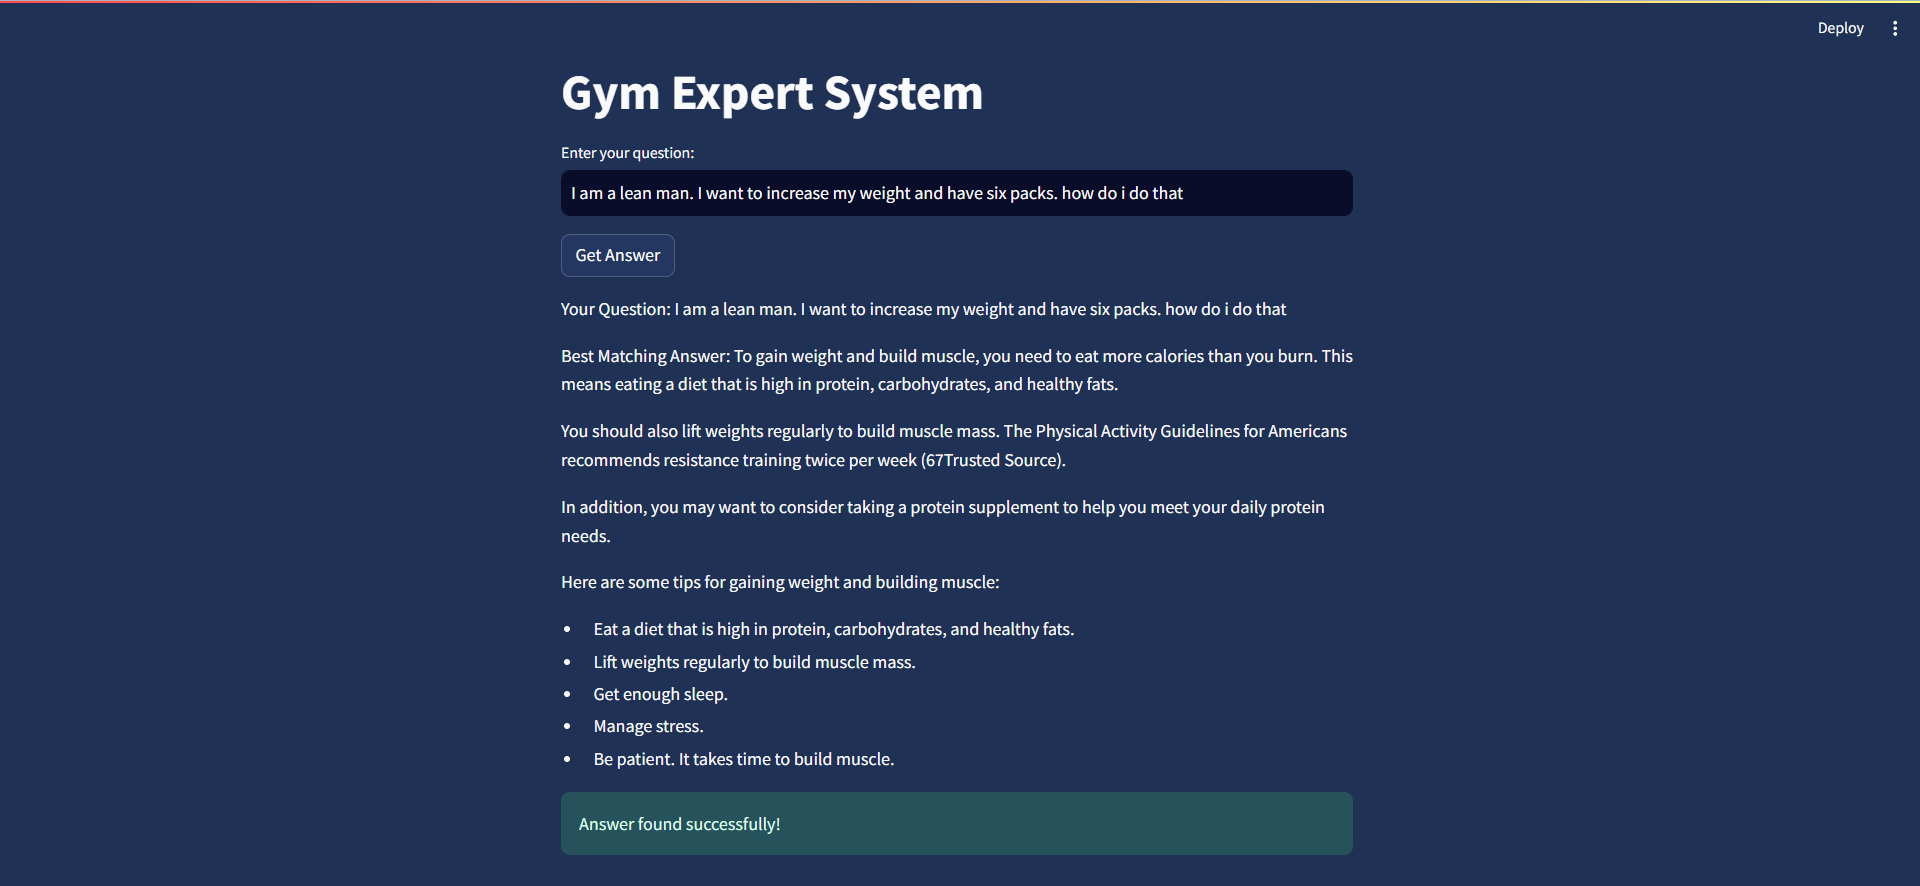 Deploy
Gym Expert System
Enter your question:
I am a lean man. I want to increase my weight and have six packs. how do i do that
Get Answer
Your Question: I am a lean man. I want to increase my weight and have six packs. how do i do that
Best Matching Answer: To gain weight and build muscle, you need to eat more calories than you burn. This
means eating a diet that is high in protein, carbohydrates, and healthy fats.
You should also lift weights regularly to build muscle mass. The Physical Activity Guidelines for Americans
recommends resistance training twice per week (67Trusted Source).
In addition, you may want to consider taking a protein supplement to help you meet your daily protein
needs.
Here are some tips for gaining weight and building muscle:
• Eat a diet that is high in protein, carbohydrates, and healthy fats.
• Lift weights regularly to build muscle mass.
• Get enough sleep.
• Manage stress.
• Be patient. It takes time to build muscle.
Answer found successfully!